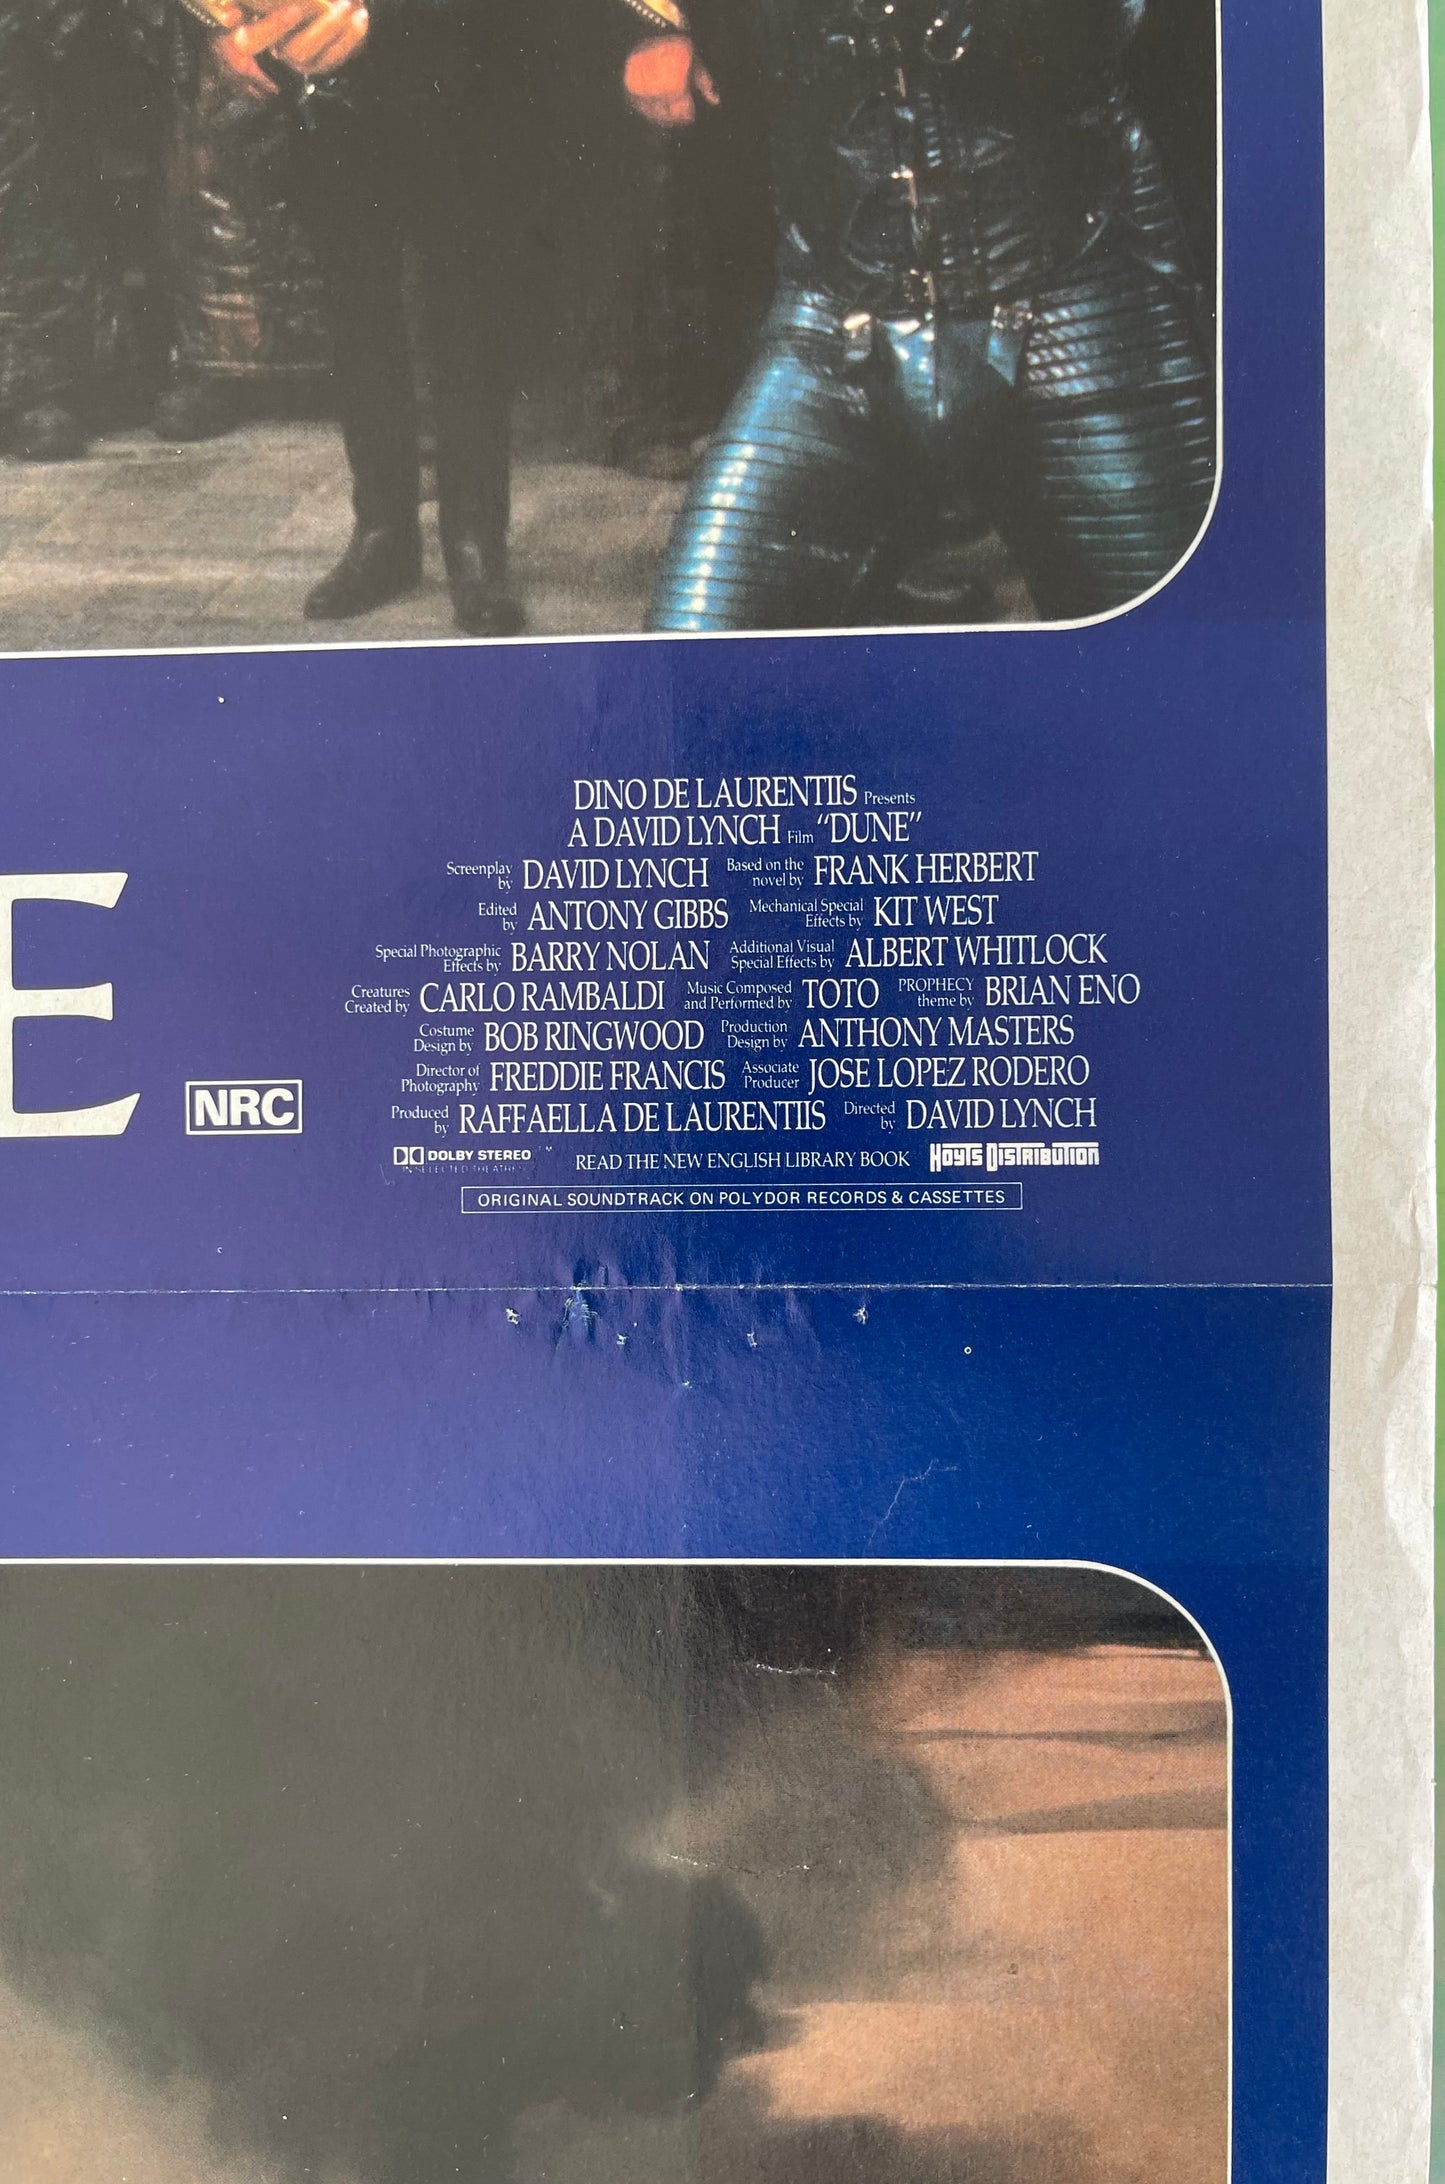 DINO DE LAURENTIIS Presents
A DAVID LYNCH Film "DUNE"
Screenplay by DAVID LYNCH Based on the novel by FRANK HERBERT
Edited by ANTONY GIBBS Mechanical Special Effects by KIT WEST
Special Photographic Effects by BARRY NOLAN Additional Visual Special Effects by ALBERT WHITLOCK
Creatures Created by CARLO RAMBALDI Music Composed and Performed by TOTO PROPHECY theme by BRIAN ENO
Costume Design by BOB RINGWOOD Production Design by ANTHONY MASTERS
Director of Photography FREDDIE FRANCIS Associate Producer JOSE LOPEZ RODERO
E
NRC
Produced by RAFFAELLA DE LAURENTIIS Directed by DAVID LYNCH
DOLBY STEREO ™ READ THE NEW ENGLISH LIBRARY BOOK HOYTS DISTRIBUTION
IN SELECTED THEATRES
ORIGINAL SOUNDTRACK ON POLYDOR RECORDS & CASSETTES